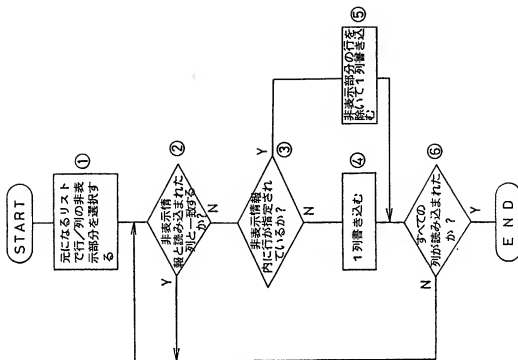 START
①
元になるリスト
で行/列の非表
示部分を選択す
る
②
非表示情
報と読み込まれた
列と一致する
か?
Y
N
③
非表示情報
内に行が指定され
ているか?
Y
N
④
1列書き込む
⑤
非表示部分の行を
除いて1列書き込
む
⑥
すべての
列が読み込まれた
か?
N
Y
END